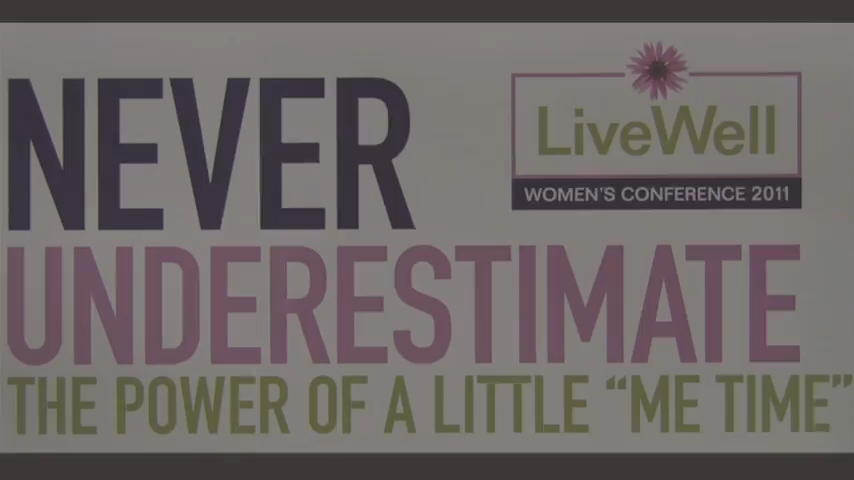 NEVER
UNDERESTIMATE
THE POWER OF A LITTLE “ME TIME”
LiveWell
WOMEN'S CONFERENCE 2011